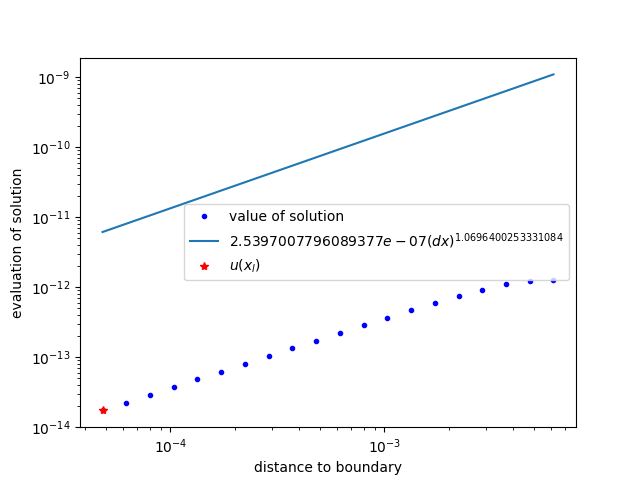 10^{-9}
10^{-10}
10^{-11}
10^{-12}
10^{-13}
10^{-14}
evaluation of solution
value of solution
2.5397007796089377e − 07(dx)^{1.0696400253331084}
u(x_l)
10^{-4} 10^{-3}
distance to boundary